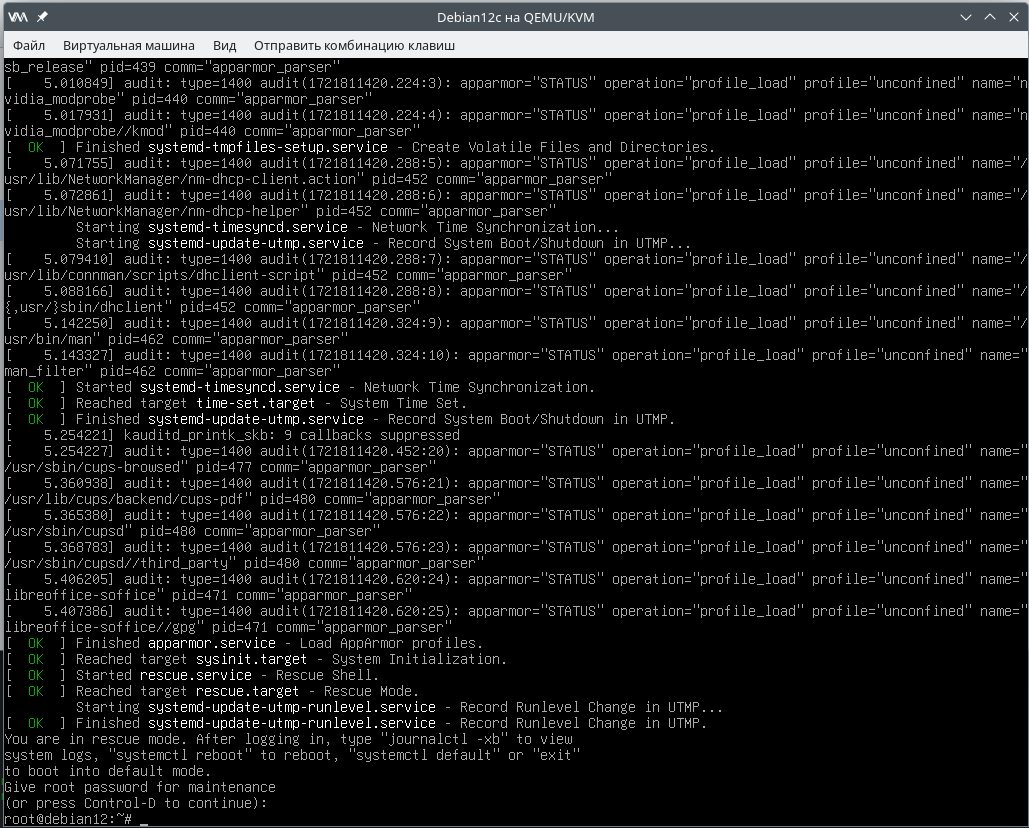 Debian12c на QEMU/KVM
Файл Виртуальная машина Вид Отправить комбинацию клавиш
sb_release" pid=439 comm="apparmor_parser"
[    5.010849] audit: type=1400 audit(1721811420.224:3): apparmor="STATUS" operation="profile_load" profile="unconfined" name="n
vidia_modprobe" pid=440 comm="apparmor_parser"
[    5.017931] audit: type=1400 audit(1721811420.224:4): apparmor="STATUS" operation="profile_load" profile="unconfined" name="n
vidia_modprobe//kmod" pid=440 comm="apparmor_parser"
[  OK  ] Finished systemd-tmpfiles-setup.service - Create Volatile Files and Directories.
[    5.071755] audit: type=1400 audit(1721811420.288:5): apparmor="STATUS" operation="profile_load" profile="unconfined" name="/
usr/lib/NetworkManager/nm-dhcp-client.action" pid=452 comm="apparmor_parser"
[    5.072861] audit: type=1400 audit(1721811420.288:6): apparmor="STATUS" operation="profile_load" profile="unconfined" name="/
usr/lib/NetworkManager/nm-dhcp-helper" pid=452 comm="apparmor_parser"
         Starting systemd-timesyncd.service - Network Time Synchronization...
         Starting systemd-update-utmp.service - Record System Boot/Shutdown in UTMP...
[    5.079410] audit: type=1400 audit(1721811420.288:7): apparmor="STATUS" operation="profile_load" profile="unconfined" name="/
usr/lib/connman/scripts/dhclient-script" pid=452 comm="apparmor_parser"
[    5.088166] audit: type=1400 audit(1721811420.288:8): apparmor="STATUS" operation="profile_load" profile="unconfined" name="/
{,usr/}sbin/dhclient" pid=452 comm="apparmor_parser"
[    5.142250] audit: type=1400 audit(1721811420.324:9): apparmor="STATUS" operation="profile_load" profile="unconfined" name="/
usr/bin/man" pid=462 comm="apparmor_parser"
[    5.143327] audit: type=1400 audit(1721811420.324:10): apparmor="STATUS" operation="profile_load" profile="unconfined" name="
man_filter" pid=462 comm="apparmor_parser"
[  OK  ] Started systemd-timesyncd.service - Network Time Synchronization.
[  OK  ] Reached target time-set.target - System Time Set.
[  OK  ] Finished systemd-update-utmp.service - Record System Boot/Shutdown in UTMP.
[    5.254221] kauditd_printk_skb: 9 callbacks suppressed
[    5.254227] audit: type=1400 audit(1721811420.452:20): apparmor="STATUS" operation="profile_load" profile="unconfined" name="
/usr/sbin/cups-browsed" pid=477 comm="apparmor_parser"
[    5.360938] audit: type=1400 audit(1721811420.576:21): apparmor="STATUS" operation="profile_load" profile="unconfined" name="
/usr/lib/cups/backend/cups-pdf" pid=480 comm="apparmor_parser"
[    5.365380] audit: type=1400 audit(1721811420.576:22): apparmor="STATUS" operation="profile_load" profile="unconfined" name="
/usr/sbin/cupsd" pid=480 comm="apparmor_parser"
[    5.368783] audit: type=1400 audit(1721811420.576:23): apparmor="STATUS" operation="profile_load" profile="unconfined" name="
/usr/sbin/cupsd//third_party" pid=480 comm="apparmor_parser"
[    5.406205] audit: type=1400 audit(1721811420.620:24): apparmor="STATUS" operation="profile_load" profile="unconfined" name="
libreoffice-soffice" pid=471 comm="apparmor_parser"
[    5.407386] audit: type=1400 audit(1721811420.620:25): apparmor="STATUS" operation="profile_load" profile="unconfined" name="
libreoffice-soffice//gpg" pid=471 comm="apparmor_parser"
[  OK  ] Finished apparmor.service - Load AppArmor profiles.
[  OK  ] Reached target sysinit.target - System Initialization.
[  OK  ] Started rescue.service - Rescue Shell.
[  OK  ] Reached target rescue.target - Rescue Mode.
         Starting systemd-update-utmp-runlevel.service - Record Runlevel Change in UTMP...
[  OK  ] Finished systemd-update-utmp-runlevel.service - Record Runlevel Change in UTMP.
You are in rescue mode. After logging in, type "journalctl -xb" to view
system logs, "systemctl reboot" to reboot, "systemctl default" or "exit"
to boot into default mode.
Give root password for maintenance
(or press Control-D to continue):
root@debian12:~# _